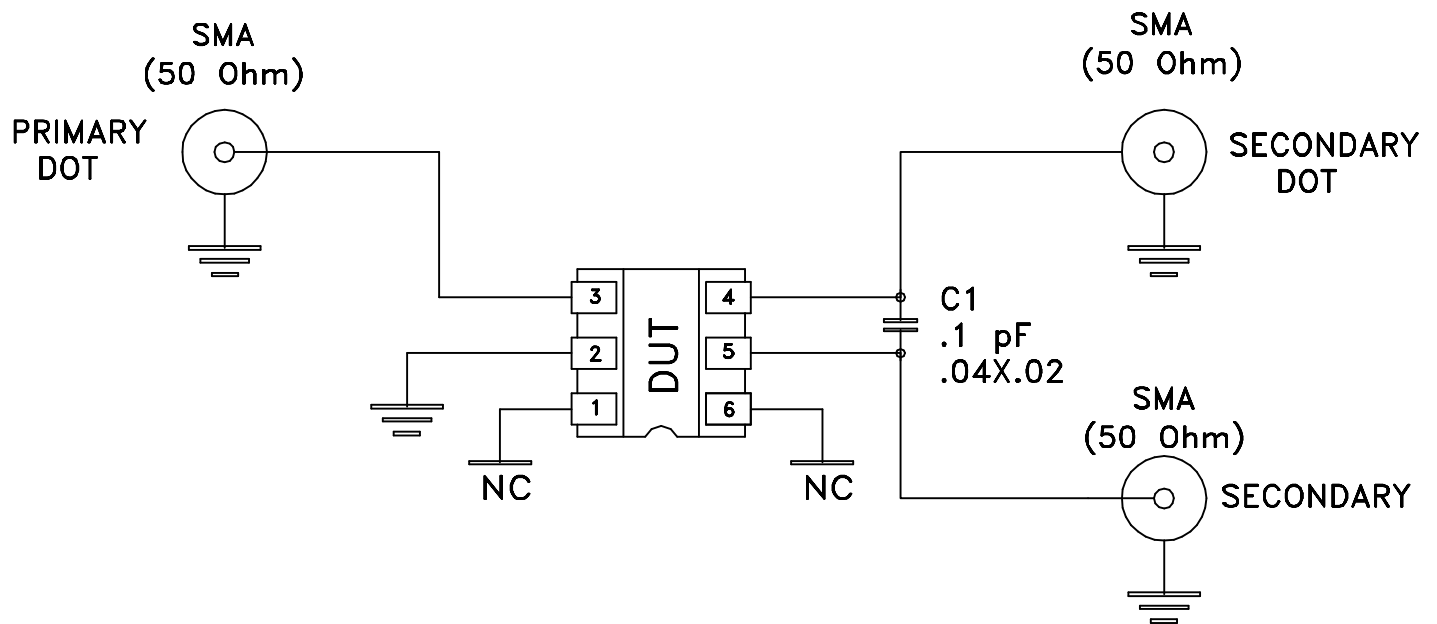 SMA
(50 Ohm)
PRIMARY
DOT
SMA
(50 Ohm)
SECONDARY
DOT
3
2
1
DUT
4
5
6
NC
NC
C1
.1 pF
.04X.02
SMA
(50 Ohm)
SECONDARY